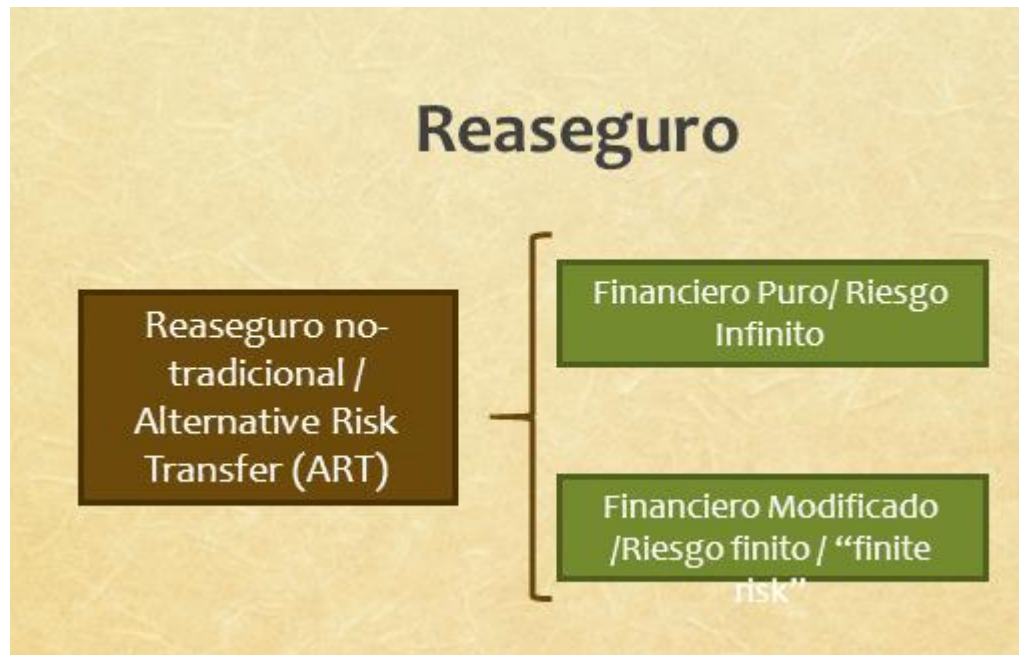 Reaseguro
Reaseguro no-
tradicional /
Alternative Risk
Transfer (ART)
Financiero Puro/ Riesgo
Infinito
Financiero Modificado
/Riesgo finito / “finite
risk”